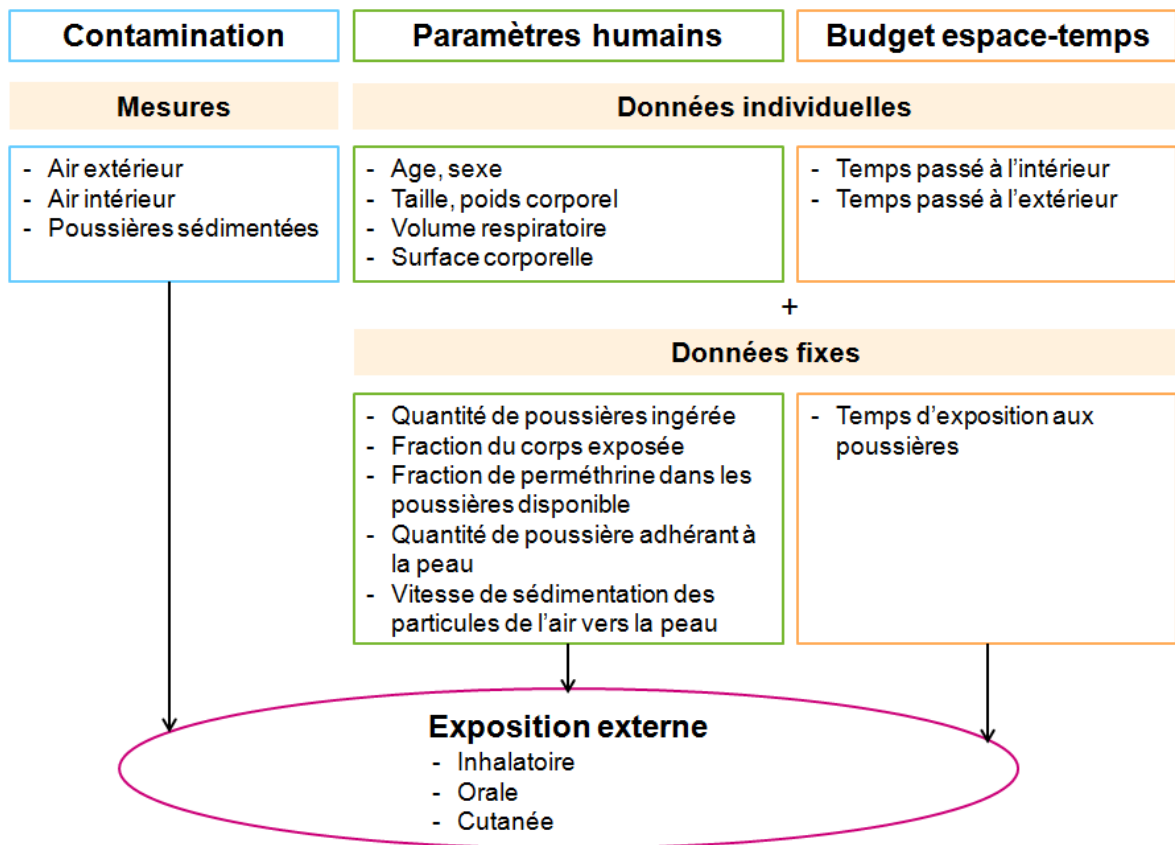 Contamination
Paramètres humains
Budget espace-temps
Mesures
Données individuelles
- Air extérieur
- Air intérieur
- Poussières sédimentées
- Age, sexe
- Taille, poids corporel
- Volume respiratoire
- Surface corporelle
- Temps passé à l'intérieur
- Temps passé à l'extérieur
+
Données fixes
- Quantité de poussières ingérée
- Fraction du corps exposée
- Fraction de perméthrine dans les
poussières disponible
- Quantité de poussière adhérant à
la peau
- Vitesse de sédimentation des
particules de l'air vers la peau
- Temps d'exposition aux
poussières
Exposition externe
- Inhalatoire
- Orale
- Cutanée